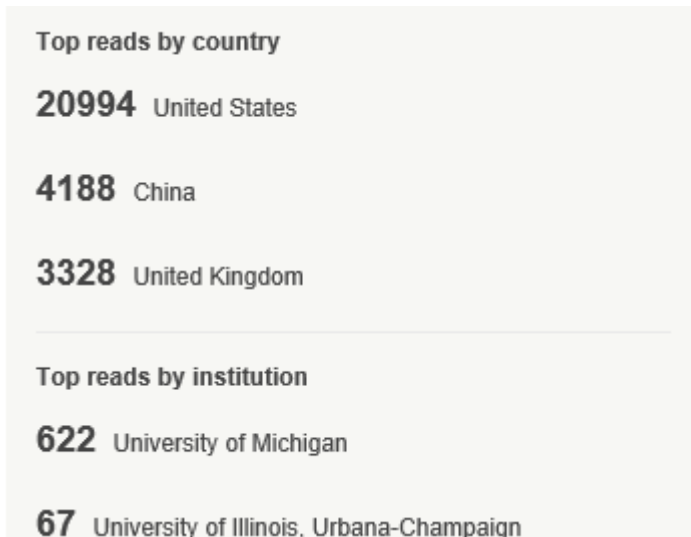 Top reads by country
20994 United States
4188 China
3328 United Kingdom
Top reads by institution
622 University of Michigan
67 University of Illinois, Urbana-Champaign